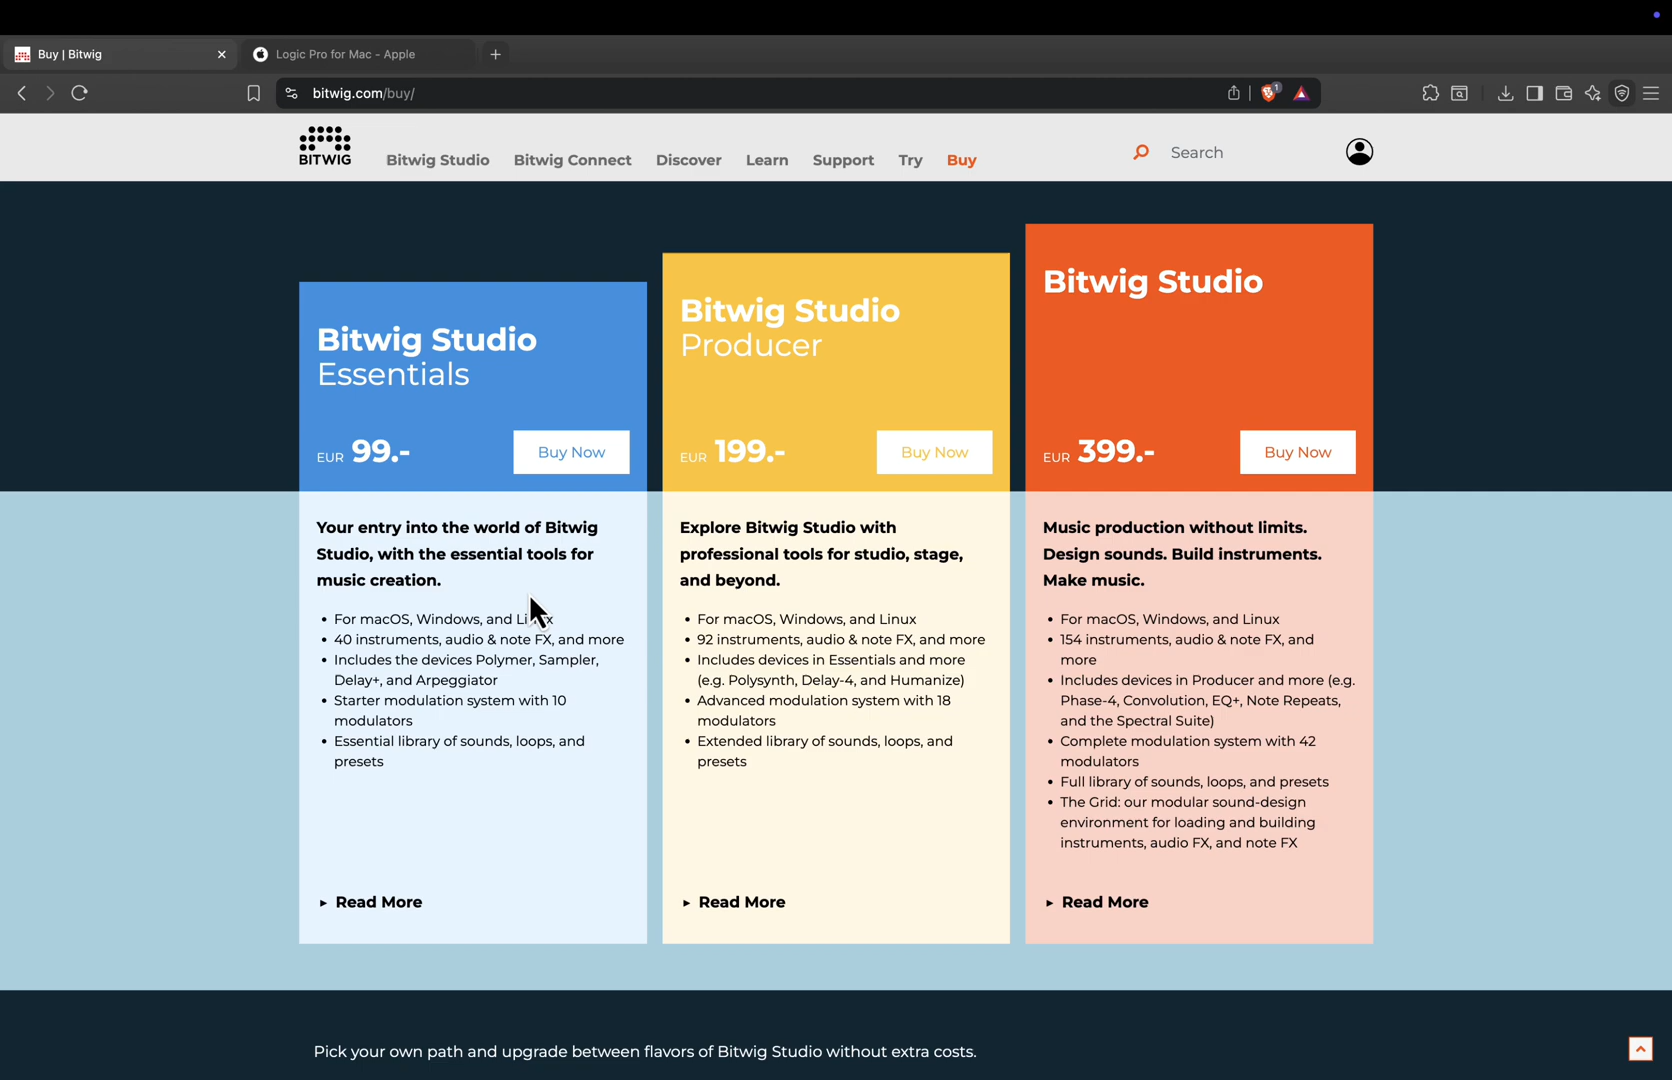 Buy | Bitwig
Logic Pro for Mac - Apple
bitwig.com/buy/
1
BITWIG
Bitwig Studio
Bitwig Connect
Discover
Learn
Support
Try
Buy
Search
Bitwig Studio
Essentials
EUR 99.-
Buy Now
Your entry into the world of Bitwig
Studio, with the essential tools for
music creation.
• For macOS, Windows, and Linux
• 40 instruments, audio & note FX, and more
• Includes the devices Polymer, Sampler,
Delay+, and Arpeggiator
• Starter modulation system with 10
modulators
• Essential library of sounds, loops, and
presets
▸ Read More
Bitwig Studio
Producer
EUR 199.-
Buy Now
Explore Bitwig Studio with
professional tools for studio, stage,
and beyond.
• For macOS, Windows, and Linux
• 92 instruments, audio & note FX, and more
• Includes devices in Essentials and more
(e.g. Polysynth, Delay-4, and Humanize)
• Advanced modulation system with 18
modulators
• Extended library of sounds, loops, and
presets
▸ Read More
Bitwig Studio
EUR 399.-
Buy Now
Music production without limits.
Design sounds. Build instruments.
Make music.
• For macOS, Windows, and Linux
• 154 instruments, audio & note FX, and
more
• Includes devices in Producer and more (e.g.
Phase-4, Convolution, EQ+, Note Repeats,
and the Spectral Suite)
• Complete modulation system with 42
modulators
• Full library of sounds, loops, and presets
• The Grid: our modular sound-design
environment for loading and building
instruments, audio FX, and note FX
▸ Read More
Pick your own path and upgrade between flavors of Bitwig Studio without extra costs.